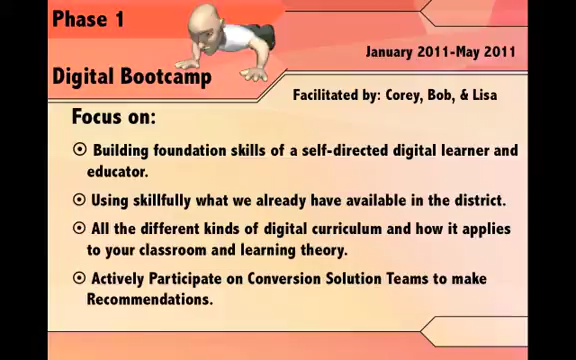 Phase 1
January 2011-May 2011
Digital Bootcamp
Facilitated by: Corey, Bob, & Lisa
Focus on:
Building foundation skills of a self-directed digital learner and
educator.
Using skillfully what we already have available in the district.
All the different kinds of digital curriculum and how it applies
to your classroom and learning theory.
Actively Participate on Conversion Solution Teams to make
Recommendations.